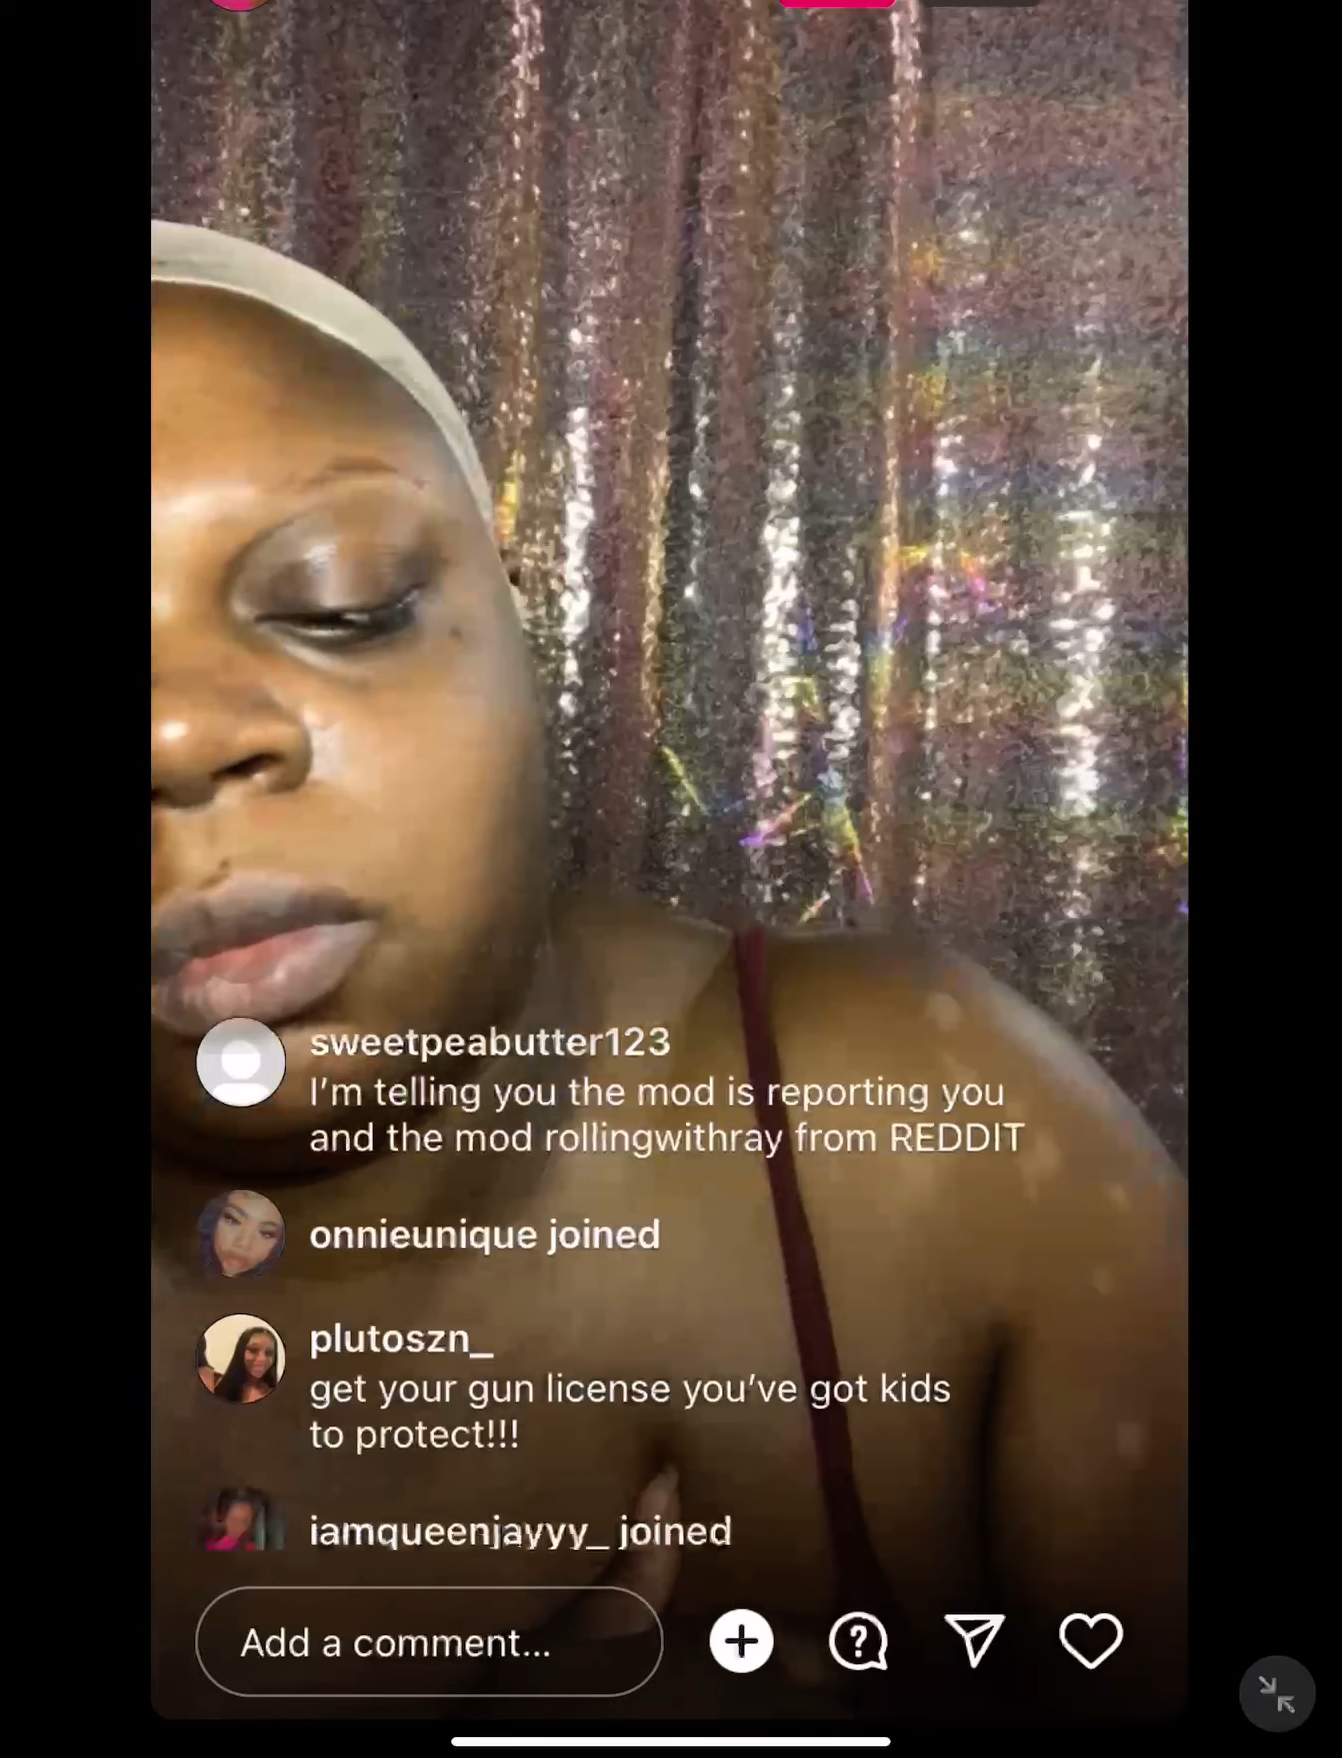 sweetpeabutter123
I’m telling you the mod is reporting you
and the mod rollingwithray from REDDIT
onnieunique joined
plutoszn_
get your gun license you’ve got kids
to protect!!!
iamqueenjayyy_ joined
Add a comment...